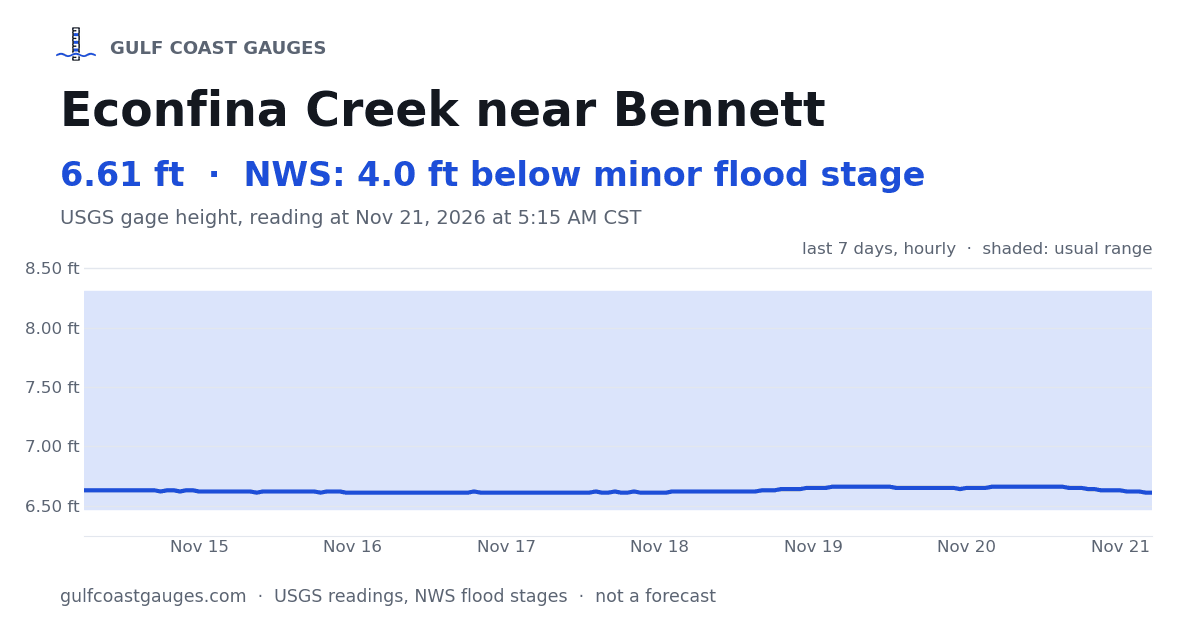 GULF COAST GAUGES
Econfina Creek near Bennett
6.61 ft · NWS: 4.0 ft below minor flood stage
USGS gage height, reading at Nov 21, 2026 at 5:15 AM CST
last 7 days, hourly · shaded: usual range
8.50 ft
8.00 ft
7.50 ft
7.00 ft
6.50 ft
Nov 15 Nov 16 Nov 17 Nov 18 Nov 19 Nov 20 Nov 21
gulfcoastgauges.com · USGS readings, NWS flood stages · not a forecast